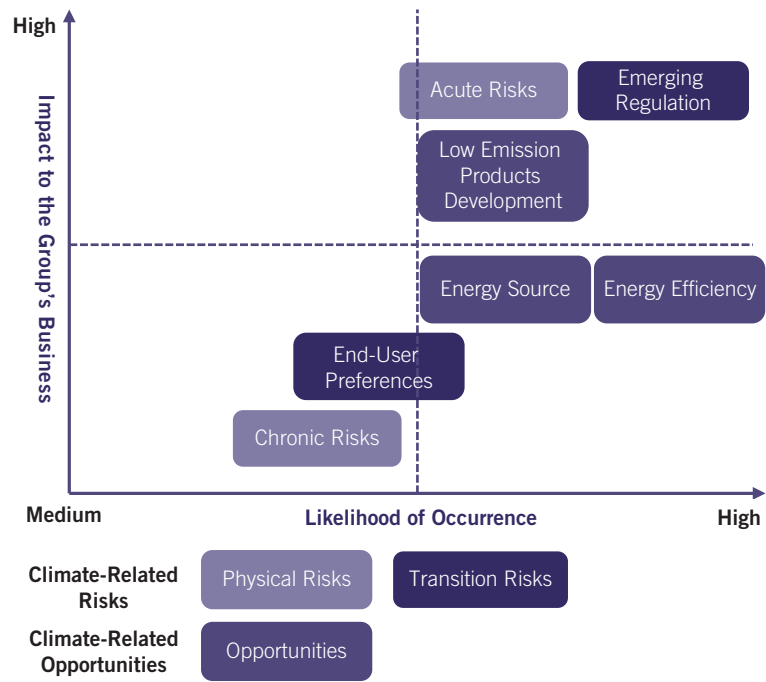 High
Impact to the Group's Business
Acute Risks
Emerging
Regulation
Low Emission
Products
Development
Energy Source
Energy Efficiency
End-User
Preferences
Chronic Risks
Medium
Likelihood of Occurrence
High
Climate-Related
Risks
Physical Risks
Transition Risks
Climate-Related
Opportunities
Opportunities